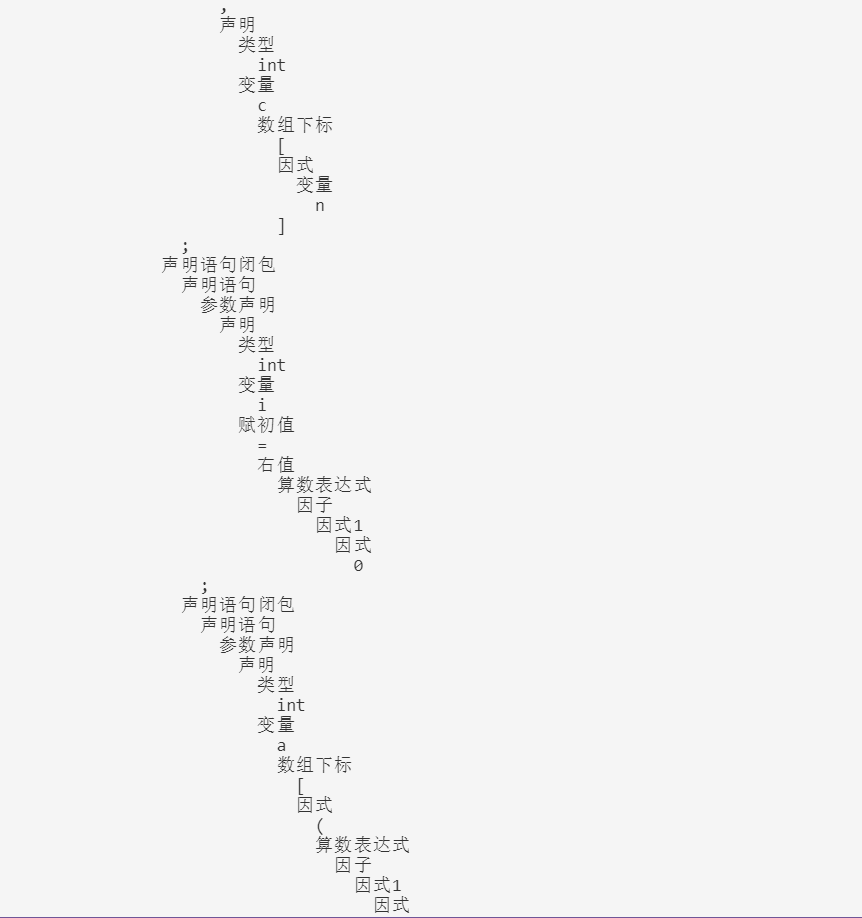 ,
声明
类型
int
变量
c
数组下标
[
因式
变量
n
]
;
声明语句闭包
声明语句
参数声明
声明
类型
int
变量
i
赋初值
=
右值
算数表达式
因子
因式1
因式
0
;
声明语句闭包
声明语句
参数声明
声明
类型
int
变量
a
数组下标
[
因式
(
算数表达式
因子
因式1
因式